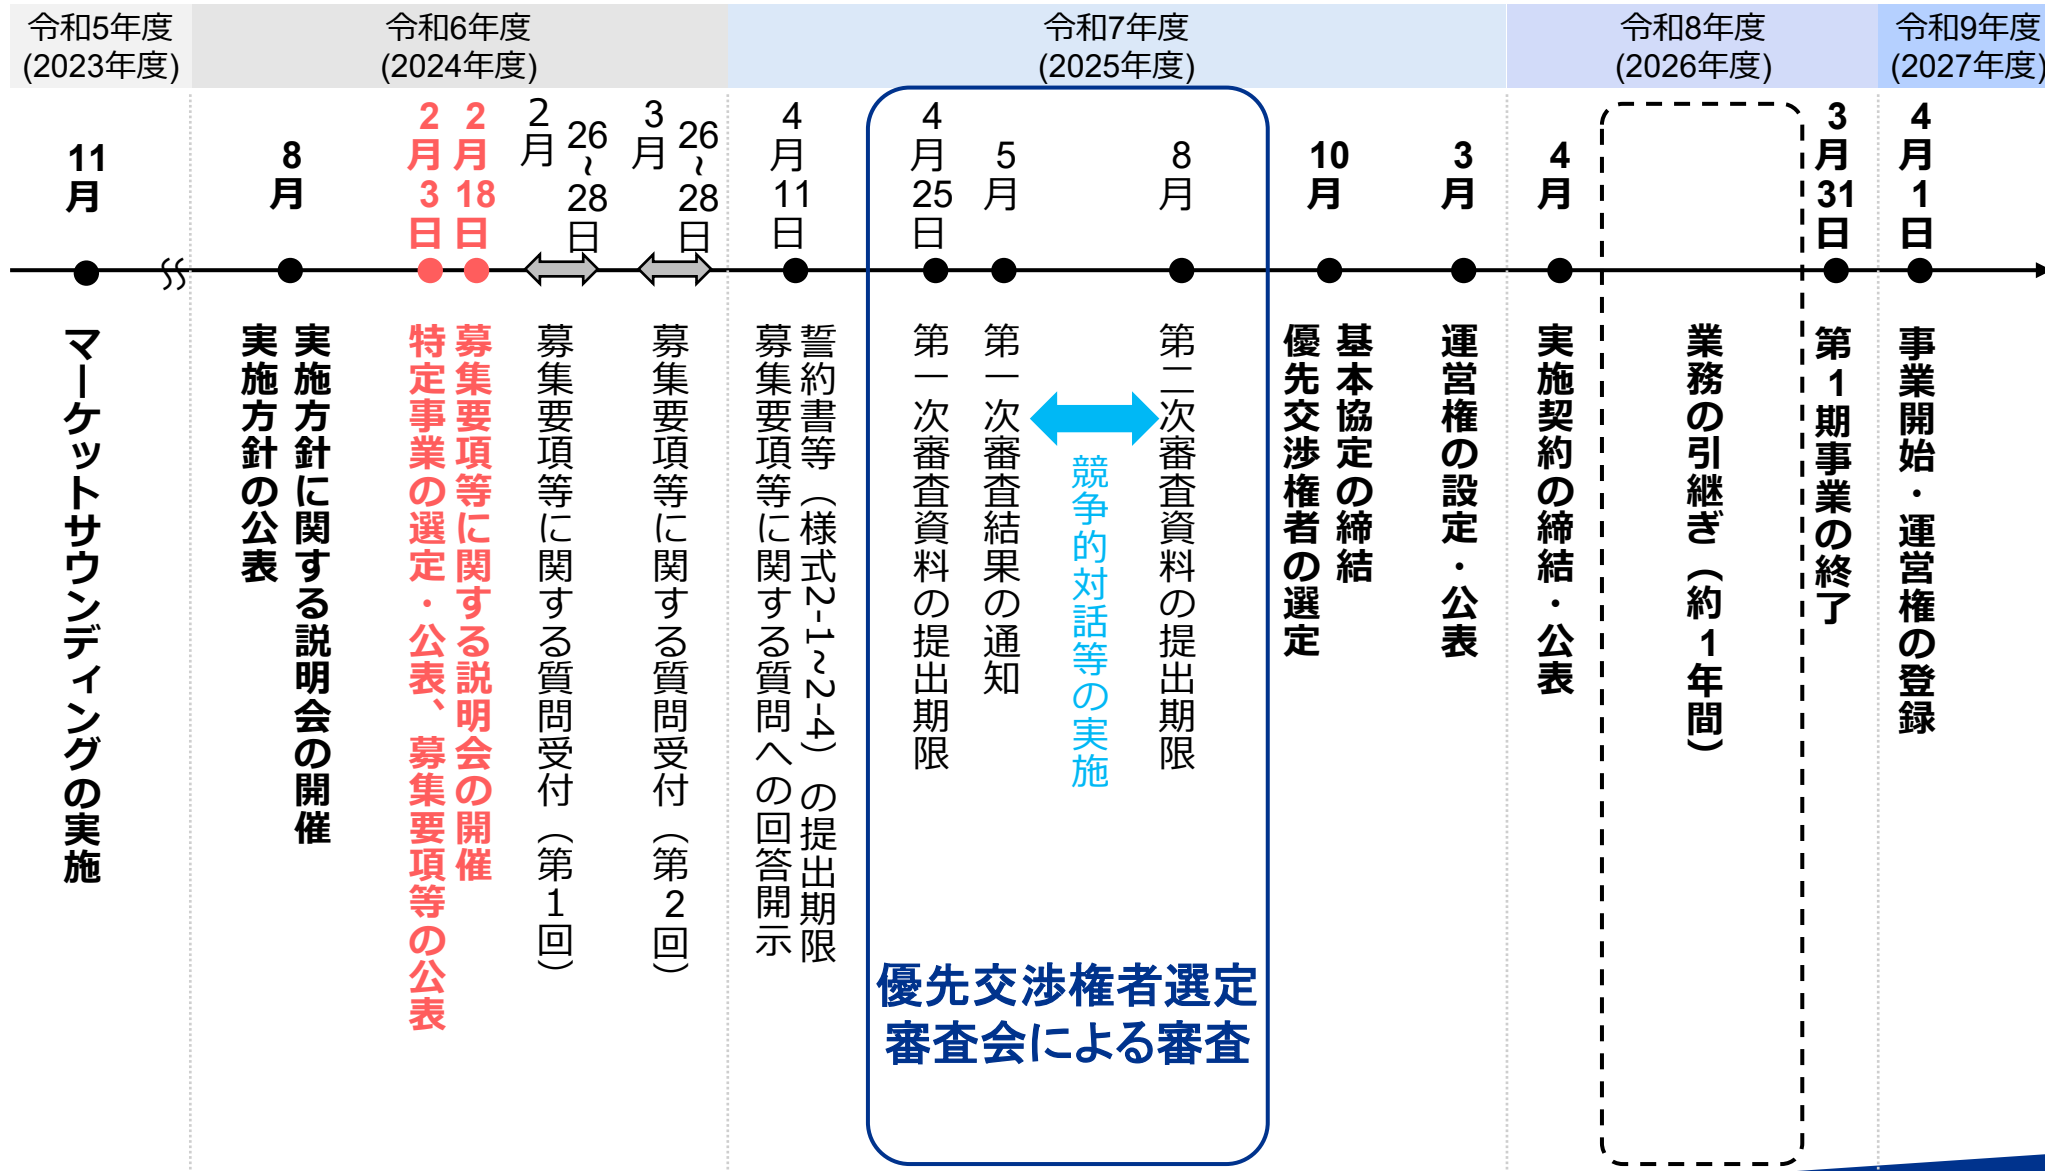 令和5年度
(2023年度)
令和6年度
(2024年度)
令和7年度
(2025年度)
令和8年度
(2026年度)
令和9年度
(2027年度)
11月
マーケットサウンディングの実施
8月
実施方針に関する説明会の開催
実施方針の公表
2月3日
特定事業の選定・公表、募集要項等の公表
2月18日
募集要項等に関する説明会の開催
2月26~28日
募集要項等に関する質問受付（第1回）
3月26~28日
募集要項等に関する質問受付（第2回）
4月11日
誓約書等（様式2-1~2-4）の提出期限
募集要項等に関する質問への回答開示
4月25日
第一次審査資料の提出期限
5月
第一次審査結果の通知
競争的対話等の実施
8月
第二次審査資料の提出期限
優先交渉権者選定
審査会による審査
10月
基本協定の締結
優先交渉権者の選定
3月
運営権の設定・公表
4月
実施契約の締結・公表
業務の引継ぎ（約1年間）
3月31日
第1期事業の終了
4月1日
事業開始・運営権の登録